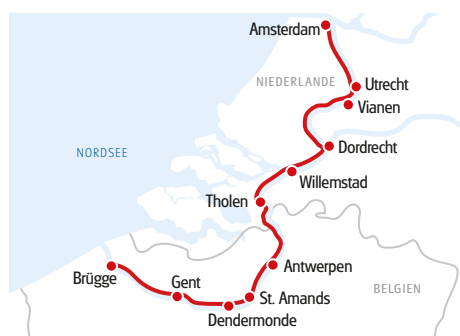 Amsterdam
NIEDERLANDE
Utrecht
Vianen
Dordrecht
NORDSEE
Willemstad
Tholen
Antwerpen
Brügge
Gent
St. Amands
BELGIEN
Dendermonde